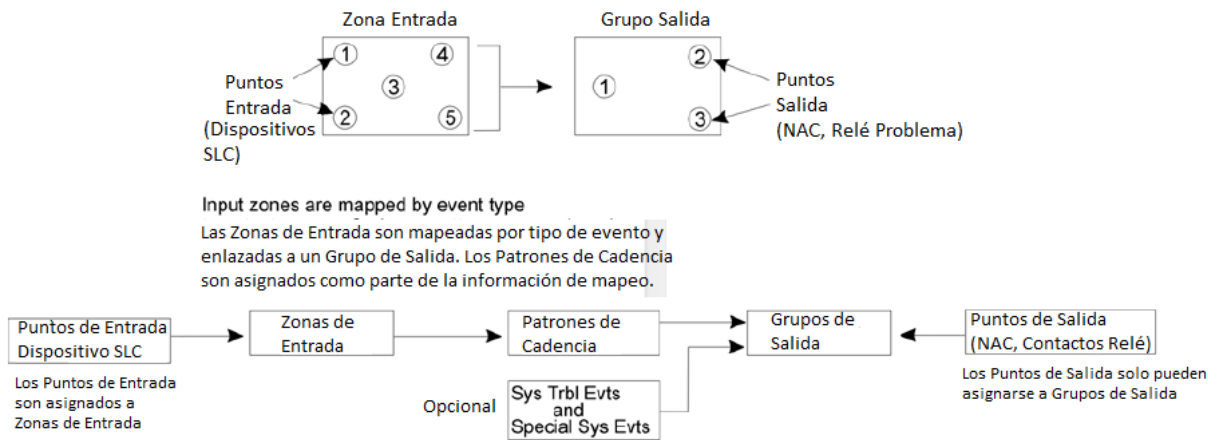 Zona Entrada
Grupo Salida
1
4
3
2
5
Puntos
Entrada
(Dispositivos
SLC)
2
1
3
Puntos
Salida
(NAC, Relé Problema)
Input zones are mapped by event type
Las Zonas de Entrada son mapeadas por tipo de evento y
enlazadas a un Grupo de Salida. Los Patrones de Cadencia
son asignados como parte de la información de mapeo.
Puntos de Entrada
Dispositivo SLC
Zonas de
Entrada
Patrones de
Cadencia
Grupos de
Salida
Puntos de Salida
(NAC, Contactos Relé)
Los Puntos de Entrada
son asignados a
Zonas de Entrada
Opcional
Sys Trbl Evts
and
Special Sys Evts
Los Puntos de Salida solo pueden
asignarse a Grupos de Salida